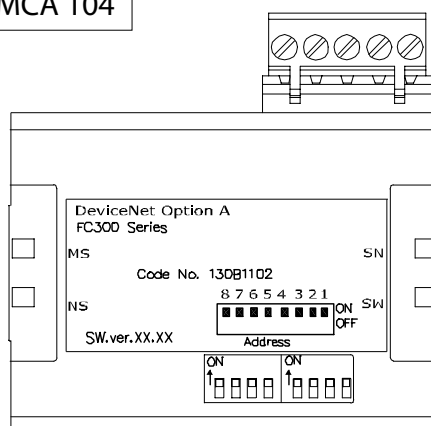 MCA 104
DeviceNet Option A
FC300 Series
MS
SN
Code No. 130B1102
8 7 6 5 4 3 2 1
NS
ON
SW
OFF
SW.ver.XX.XX
Address
ON
ON